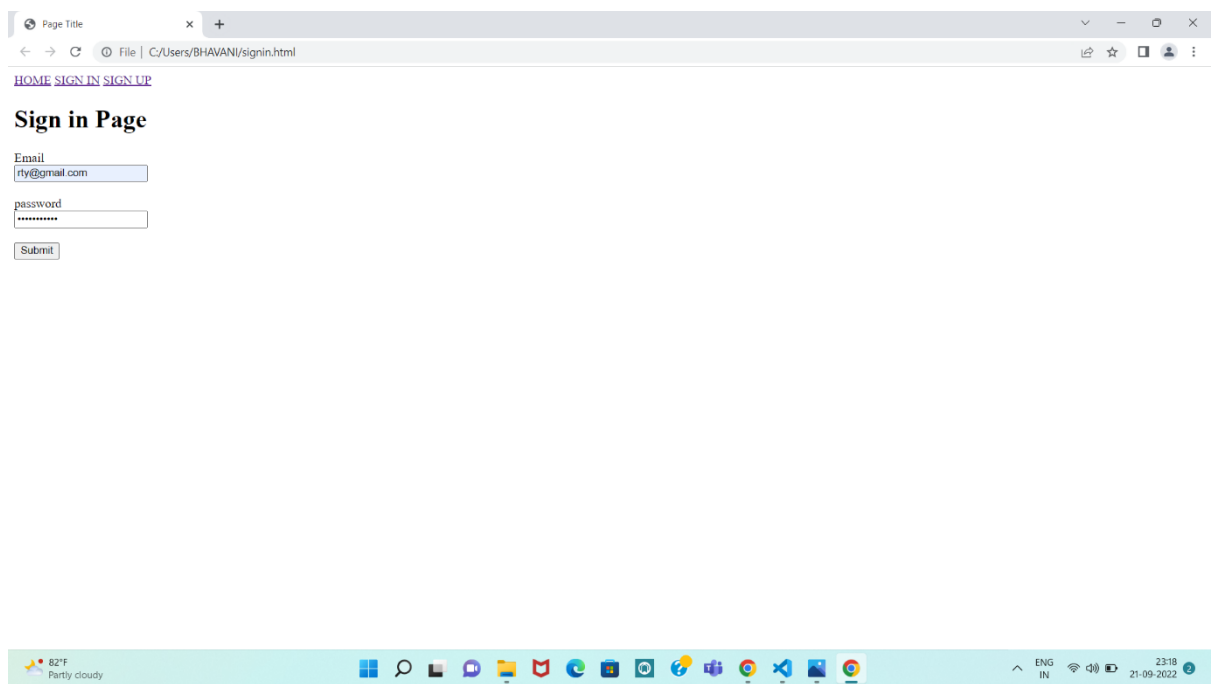 Page Title
File | C:/Users/BHAVANI/signin.html
HOME SIGN IN SIGN UP
Sign in Page
Email
rty@gmail.com
password
•••••••••••
Submit
82°F
Partly cloudy
ENG
IN
23:18
21-09-2022
2